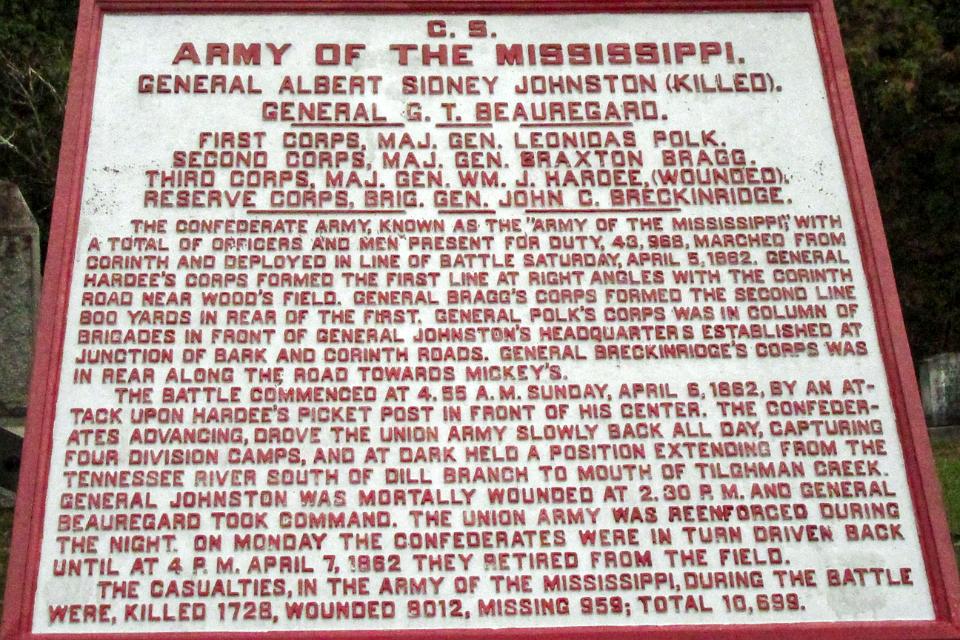 C. S.
ARMY OF THE MISSISSIPPI.
GENERAL ALBERT SIDNEY JOHNSTON (KILLED).
GENERAL G. T. BEAUREGARD.
FIRST CORPS, MAJ. GEN. LEONIDAS POLK.
SECOND CORPS, MAJ. GEN. BRAXTON BRAGG.
THIRD CORPS, MAJ. GEN. WM. J. HARDEE, (WOUNDED).
RESERVE CORPS, BRIG. GEN. JOHN C. BRECKINRIDGE.
THE CONFEDERATE ARMY, KNOWN AS THE "ARMY OF THE MISSISSIPPI," WITH
A TOTAL OF OFFICERS AND MEN PRESENT FOR DUTY, 43,968, MARCHED FROM
CORINTH AND DEPLOYED IN LINE OF BATTLE SATURDAY, APRIL 5, 1862. GENERAL
HARDEE'S CORPS FORMED THE FIRST LINE AT RIGHT ANGLES WITH THE CORINTH
ROAD NEAR WOOD'S FIELD. GENERAL BRAGG'S CORPS FORMED THE SECOND LINE
800 YARDS IN REAR OF THE FIRST. GENERAL POLK'S CORPS WAS IN COLUMN OF
BRIGADES IN FRONT OF GENERAL JOHNSTON'S HEADQUARTERS ESTABLISHED AT
JUNCTION OF BARK AND CORINTH ROADS. GENERAL BRECKINRIDGE'S CORPS WAS
IN REAR ALONG THE ROAD TOWARDS MICKEY'S.
THE BATTLE COMMENCED AT 4.55 A.M. SUNDAY, APRIL 6, 1862, BY AN AT-
TACK UPON HARDEE'S PICKET POST IN FRONT OF HIS CENTER. THE CONFEDER-
ATES ADVANCING, DROVE THE UNION ARMY SLOWLY BACK ALL DAY, CAPTURING
FOUR DIVISION CAMPS, AND AT DARK HELD A POSITION EXTENDING FROM THE
TENNESSEE RIVER SOUTH OF DILL BRANCH TO MOUTH OF TILGHMAN CREEK.
GENERAL JOHNSTON WAS MORTALLY WOUNDED AT 2.30 P.M. AND GENERAL
BEAUREGARD TOOK COMMAND. THE UNION ARMY WAS REENFORCED DURING
THE NIGHT. ON MONDAY THE CONFEDERATES WERE IN TURN DRIVEN BACK
UNTIL AT 4 P.M. APRIL 7, 1862 THEY RETIRED FROM THE FIELD.
THE CASUALTIES, IN THE ARMY OF THE MISSISSIPPI, DURING THE BATTLE
WERE, KILLED 1728, WOUNDED 8012, MISSING 959; TOTAL 10,699.